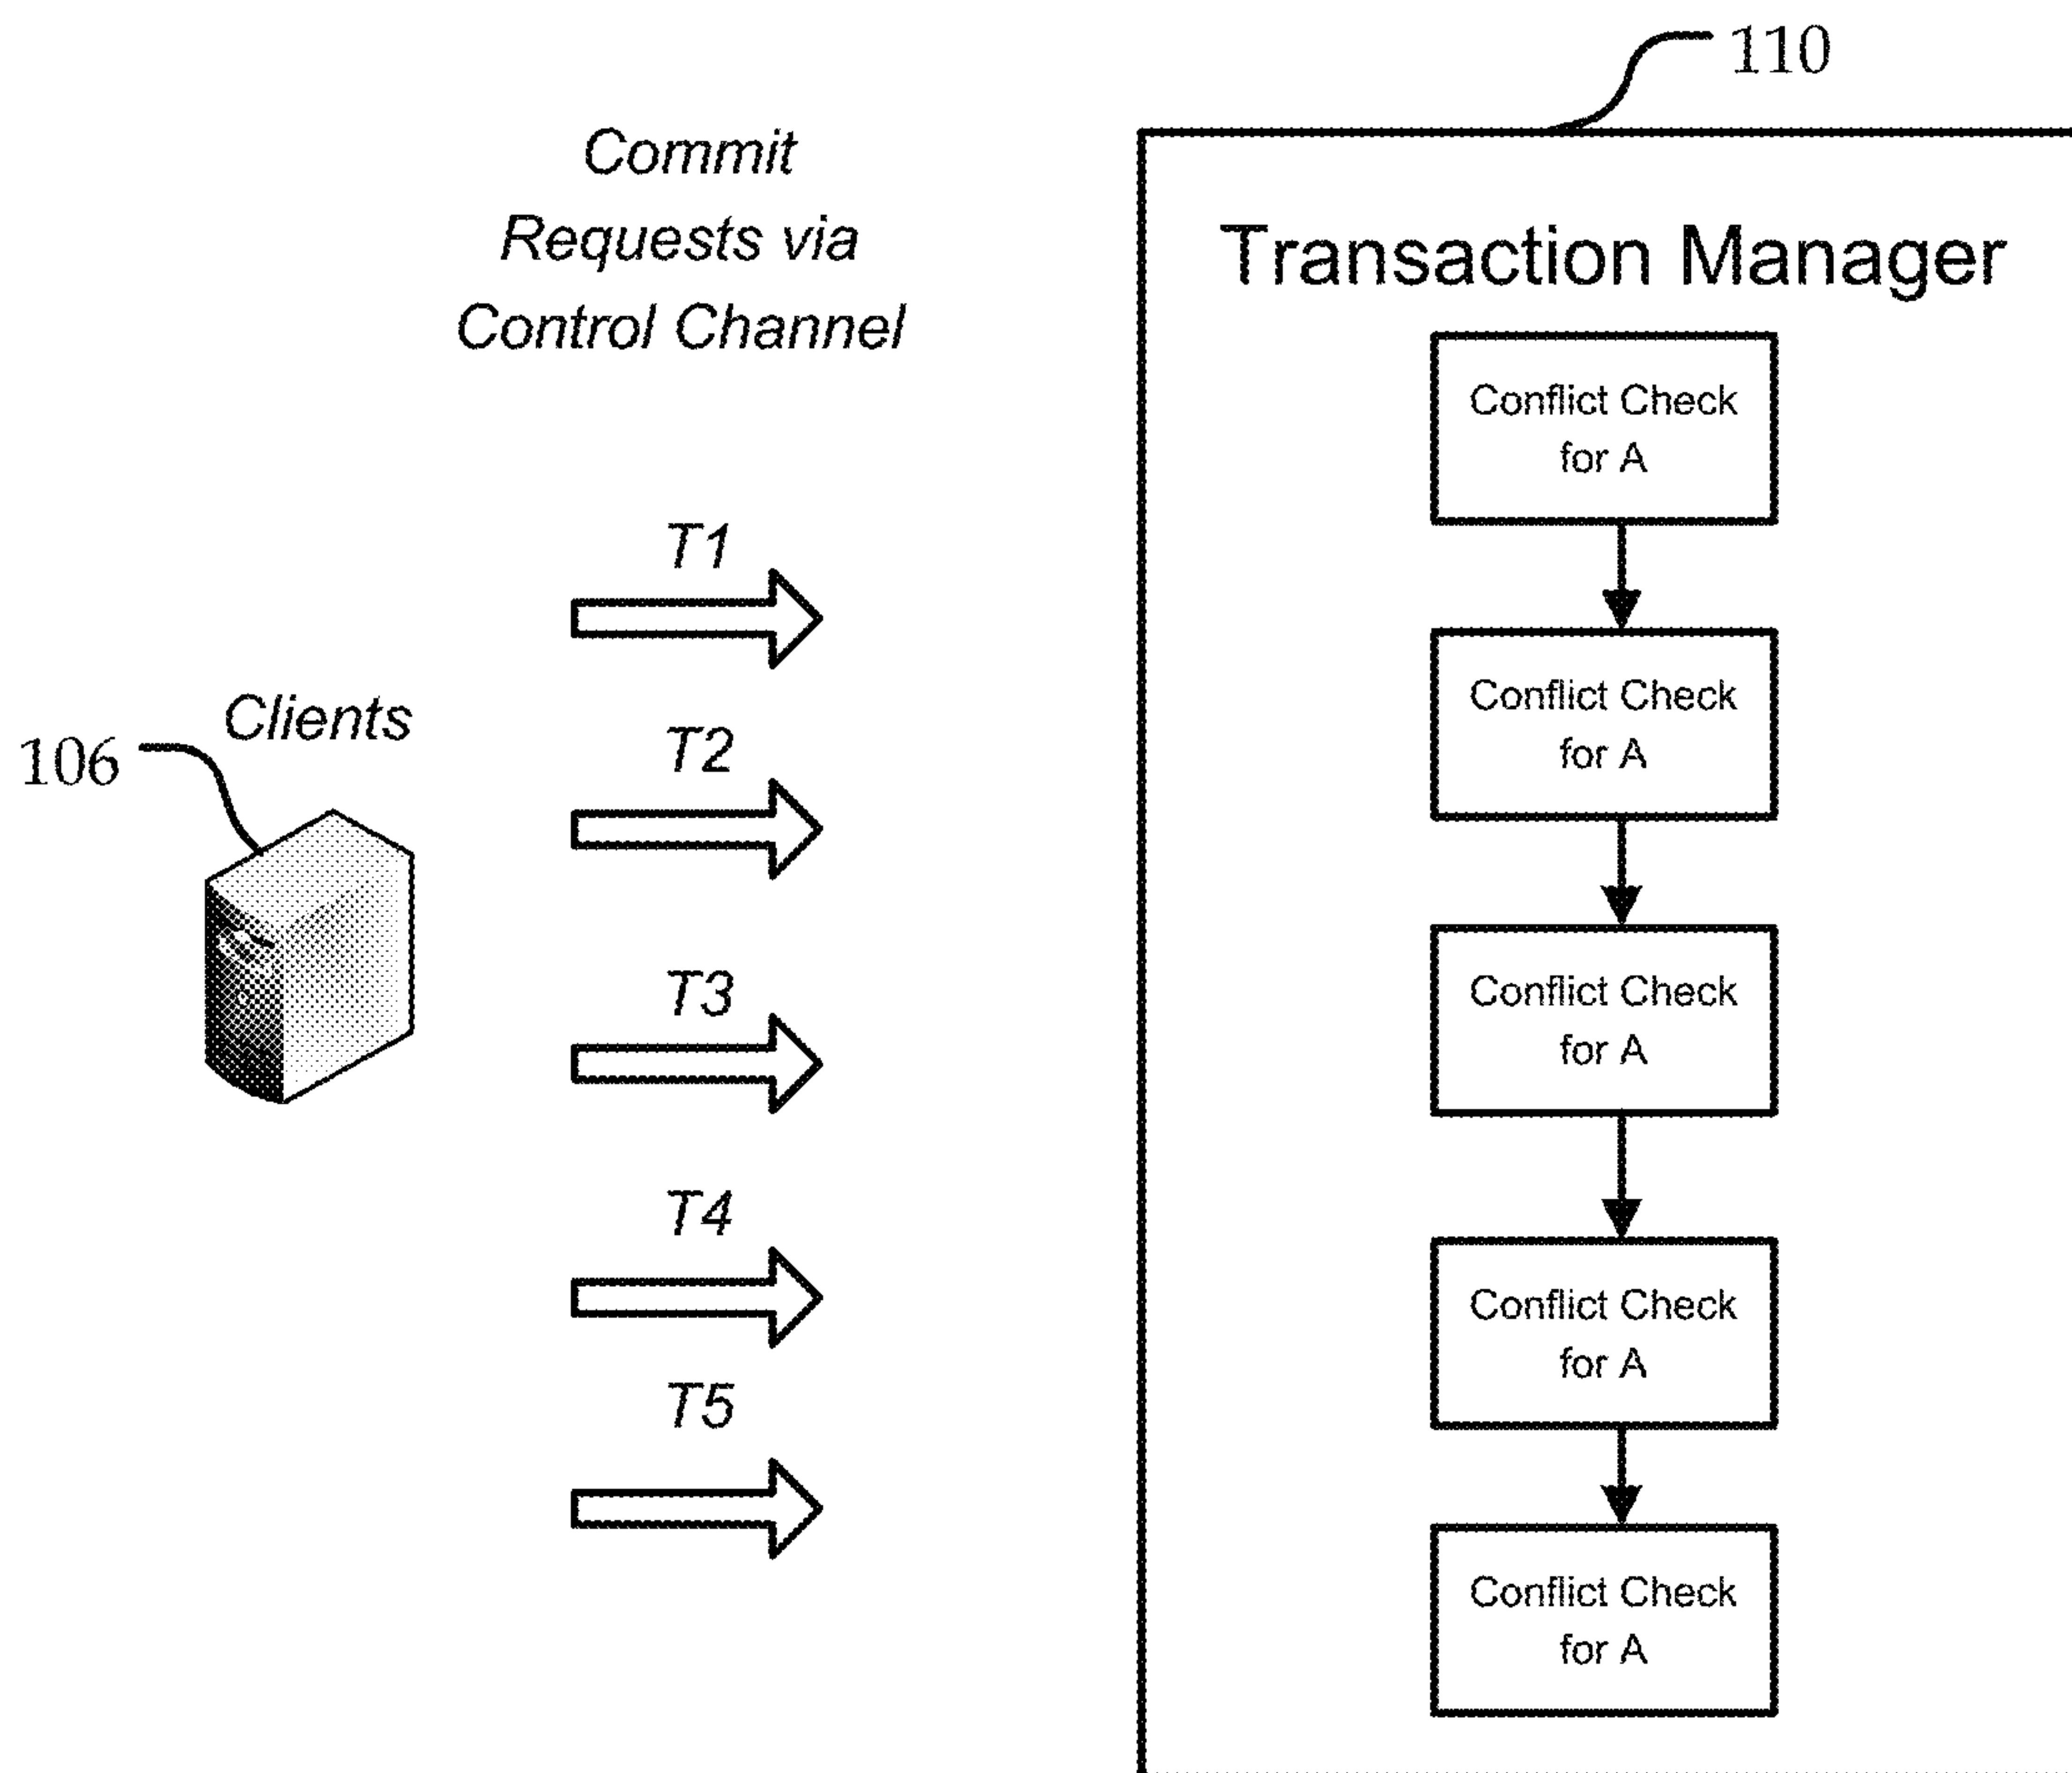 110
Commit
Requests via
Control Channel
Transaction Manager
Conflict Check
for A
T1
Conflict Check
for A
Clients
106
T2
Conflict Check
for A
T3
T4
Conflict Check
for A
T5
Conflict Check
for A